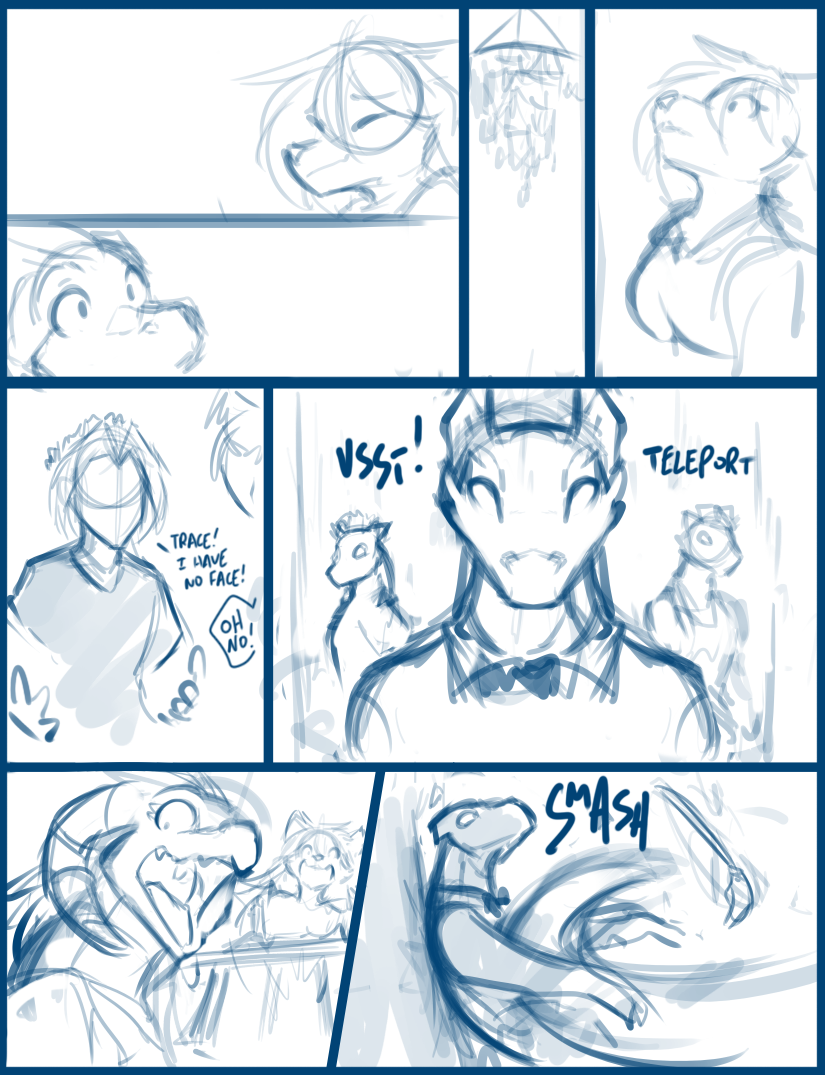 TRACE!
I HAVE
NO FACE!
OH
NO!
VSST!
TELEPORT
SMASH